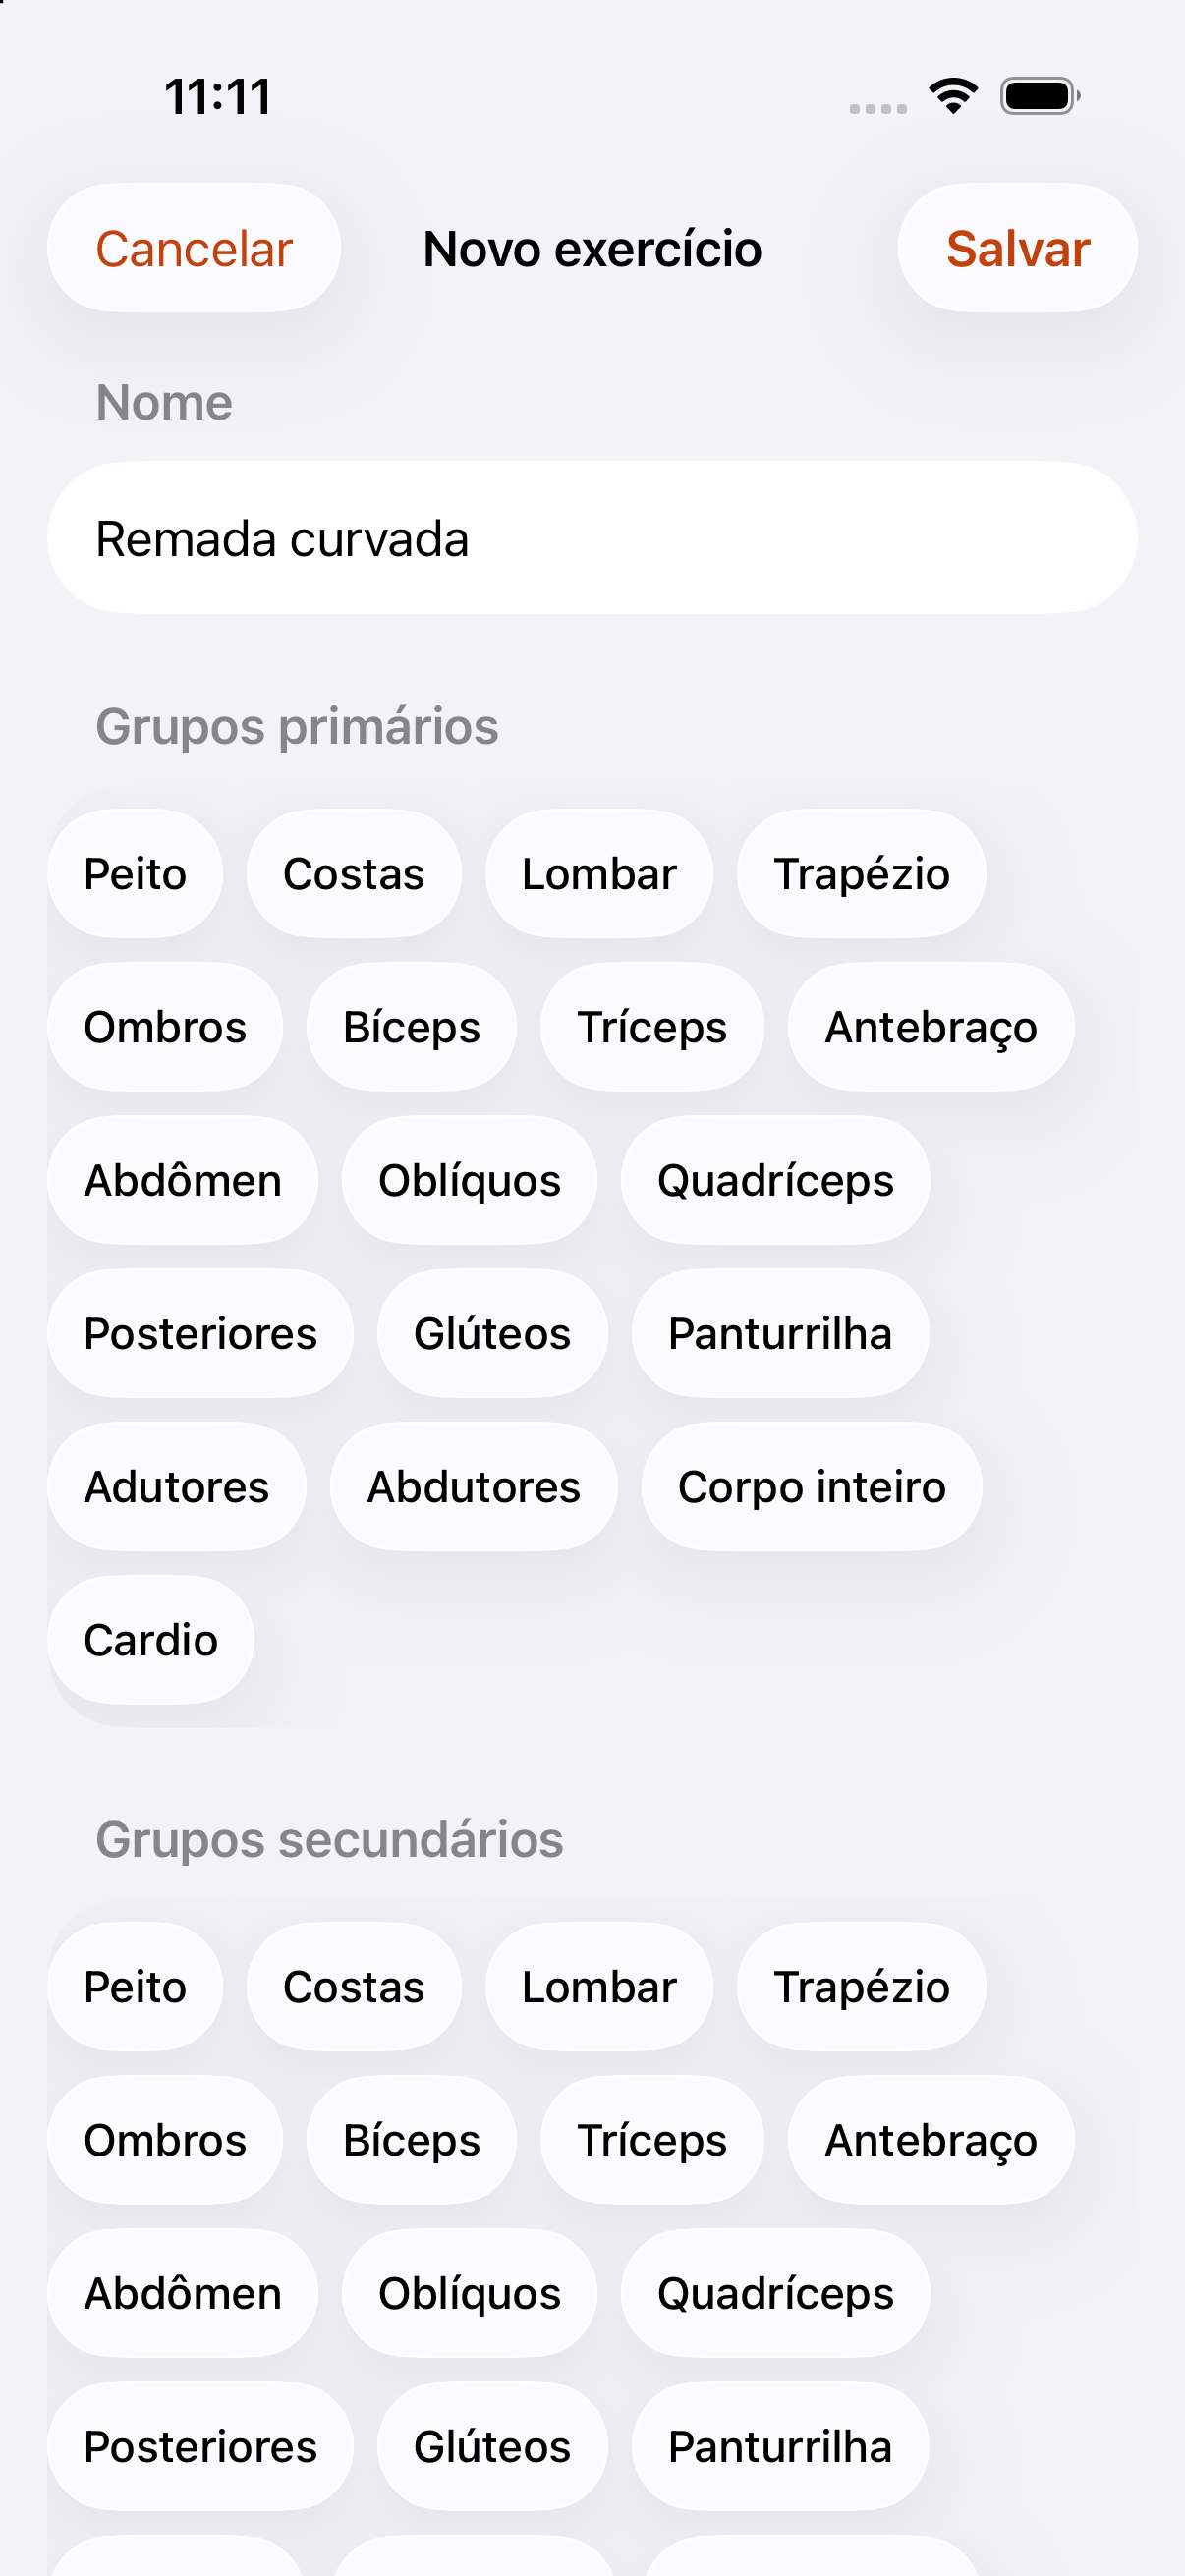 11:11
Cancelar Novo exercício Salvar
Nome
Remada curvada
Grupos primários
Peito Costas Lombar Trapézio
Ombros Bíceps Tríceps Antebraço
Abdômen Oblíquos Quadríceps
Posteriores Glúteos Panturrilha
Adutores Abdutores Corpo inteiro
Cardio
Grupos secundários
Peito Costas Lombar Trapézio
Ombros Bíceps Tríceps Antebraço
Abdômen Oblíquos Quadríceps
Posteriores Glúteos Panturrilha